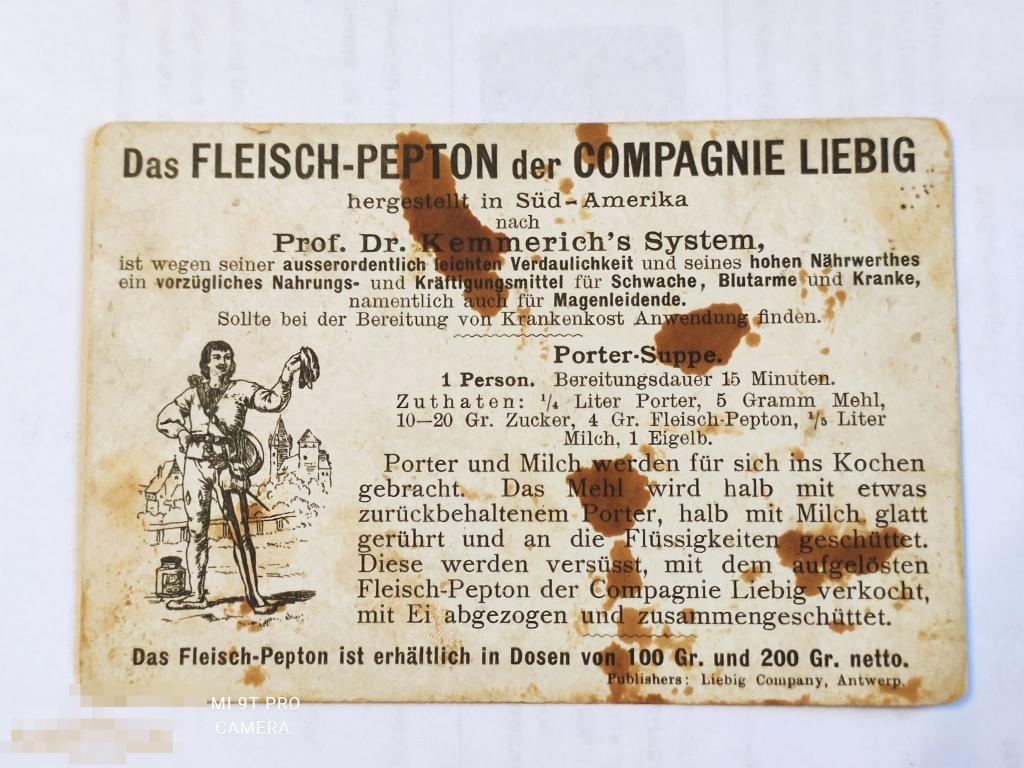 Das FLEISCH-PEPTON der COMPAGNIE LIEBIG
hergestellt in Süd-Amerika
nach
Prof. Dr. Kemmerich's System,
ist wegen seiner ausserordentlich leichten Verdaulichkeit und seines hohen Nährwerthes
ein vorzügliches Nahrungs- und Kräftigungsmittel für Schwache, Blutarme und Kranke,
namentlich auch für Magenleidende.
Sollte bei der Bereitung von Krankenkost Anwendung finden.
Porter-Suppe.
1 Person. Bereitungsdauer 15 Minuten.
Zuthaten: 1/4 Liter Porter, 5 Gramm Mehl,
10—20 Gr. Zucker, 4 Gr. Fleisch-Pepton, 1/5 Liter
Milch, 1 Eigelb.
Porter und Milch werden für sich ins Kochen
gebracht. Das Mehl wird halb mit etwas
zurückbehaltenem Porter, halb mit Milch glatt
gerührt und an die Flüssigkeiten geschüttet.
Diese werden versüsst, mit dem aufgelösten
Fleisch-Pepton der Compagnie Liebig verkocht,
mit Ei abgezogen und zusammengeschüttet.
Das Fleisch-Pepton ist erhältlich in Dosen von 100 Gr. und 200 Gr. netto.
Publishers: Liebig Company, Antwerp.
MI 9T PRO
CAMERA